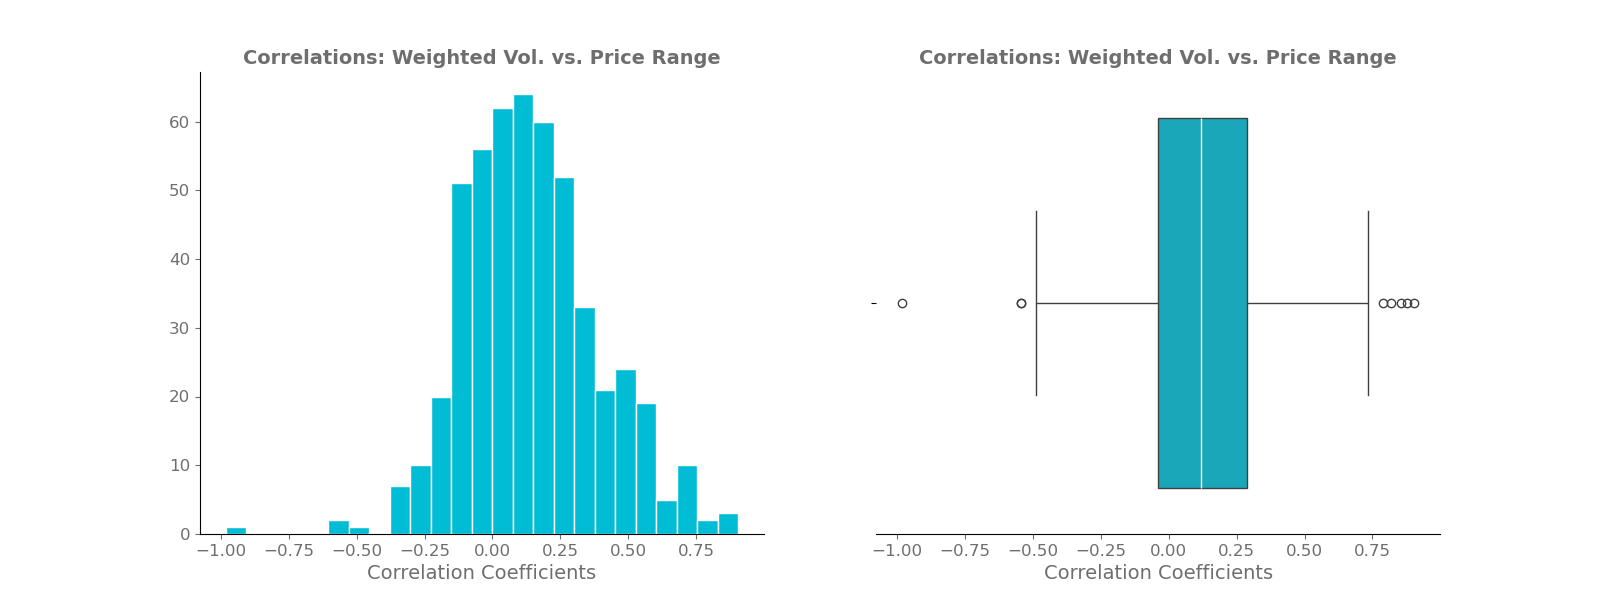 Correlations: Weighted Vol. vs. Price Range
60
50
40
30
20
10
0
−1.00 −0.75 −0.50 −0.25 0.00 0.25 0.50 0.75
Correlation Coefficients
Correlations: Weighted Vol. vs. Price Range
−1.00 −0.75 −0.50 −0.25 0.00 0.25 0.50 0.75
Correlation Coefficients